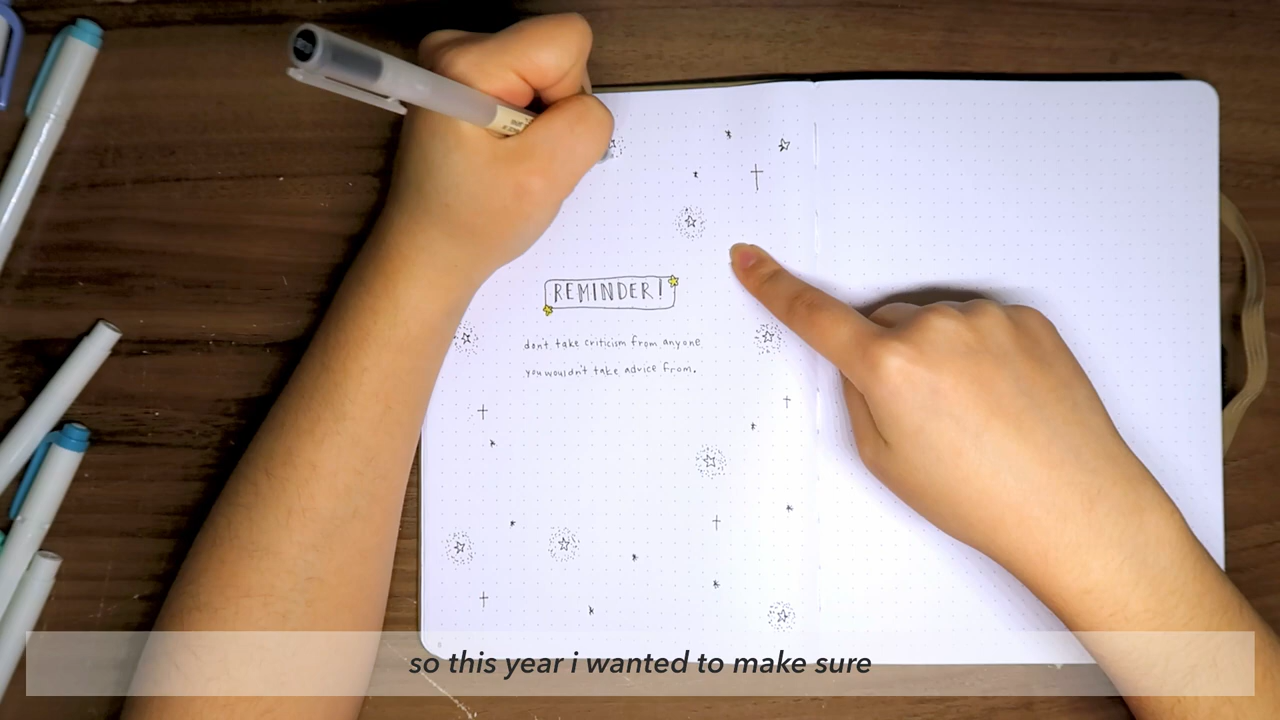 REMINDER!
don't take criticism from anyone
you wouldn't take advice from.
so this year i wanted to make sure